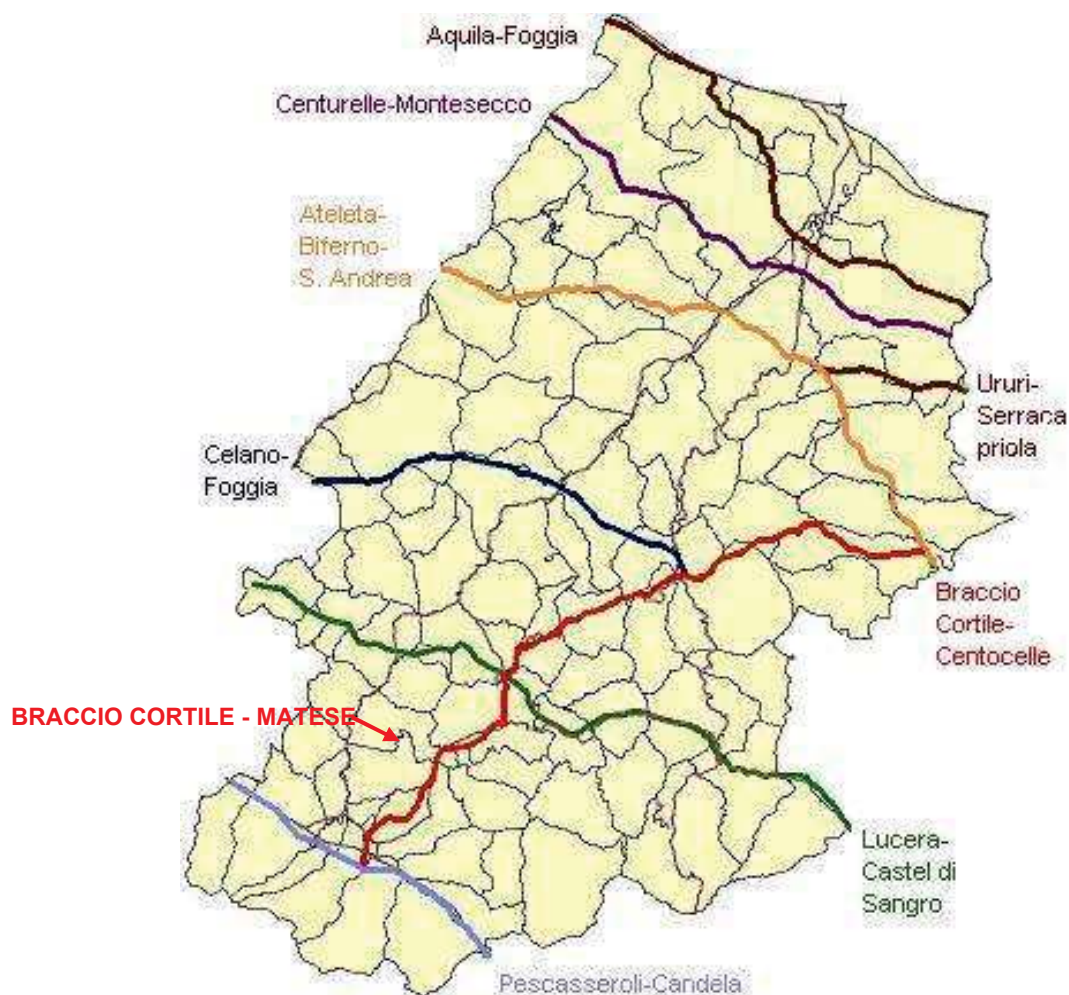 Aquila-Foggia
Centurelle-Montesecco
Ateleta-
Biferno-
S. Andrea
Ururi-
Serraca
priola
Celano-
Foggia
Braccio
Cortile-
Centocelle
BRACCIO CORTILE - MATESE
Lucera-
Castel di
Sangro
Pescasseroli-Candela